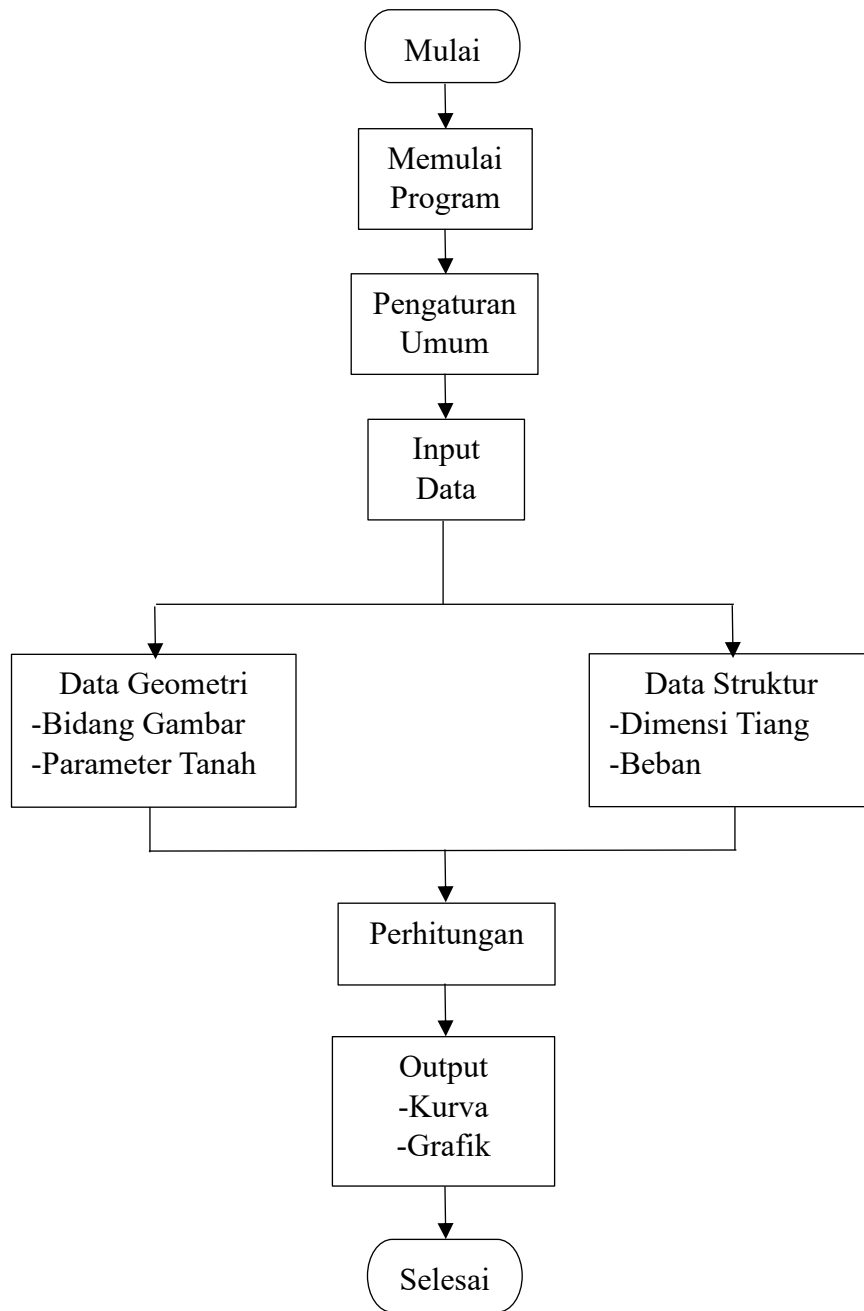 Mulai
Memulai
Program
Pengaturan
Umum
Input
Data
Data Geometri
-Bidang Gambar
-Parameter Tanah
Data Struktur
-Dimensi Tiang
-Beban
Perhitungan
Output
-Kurva
-Grafik
Selesai